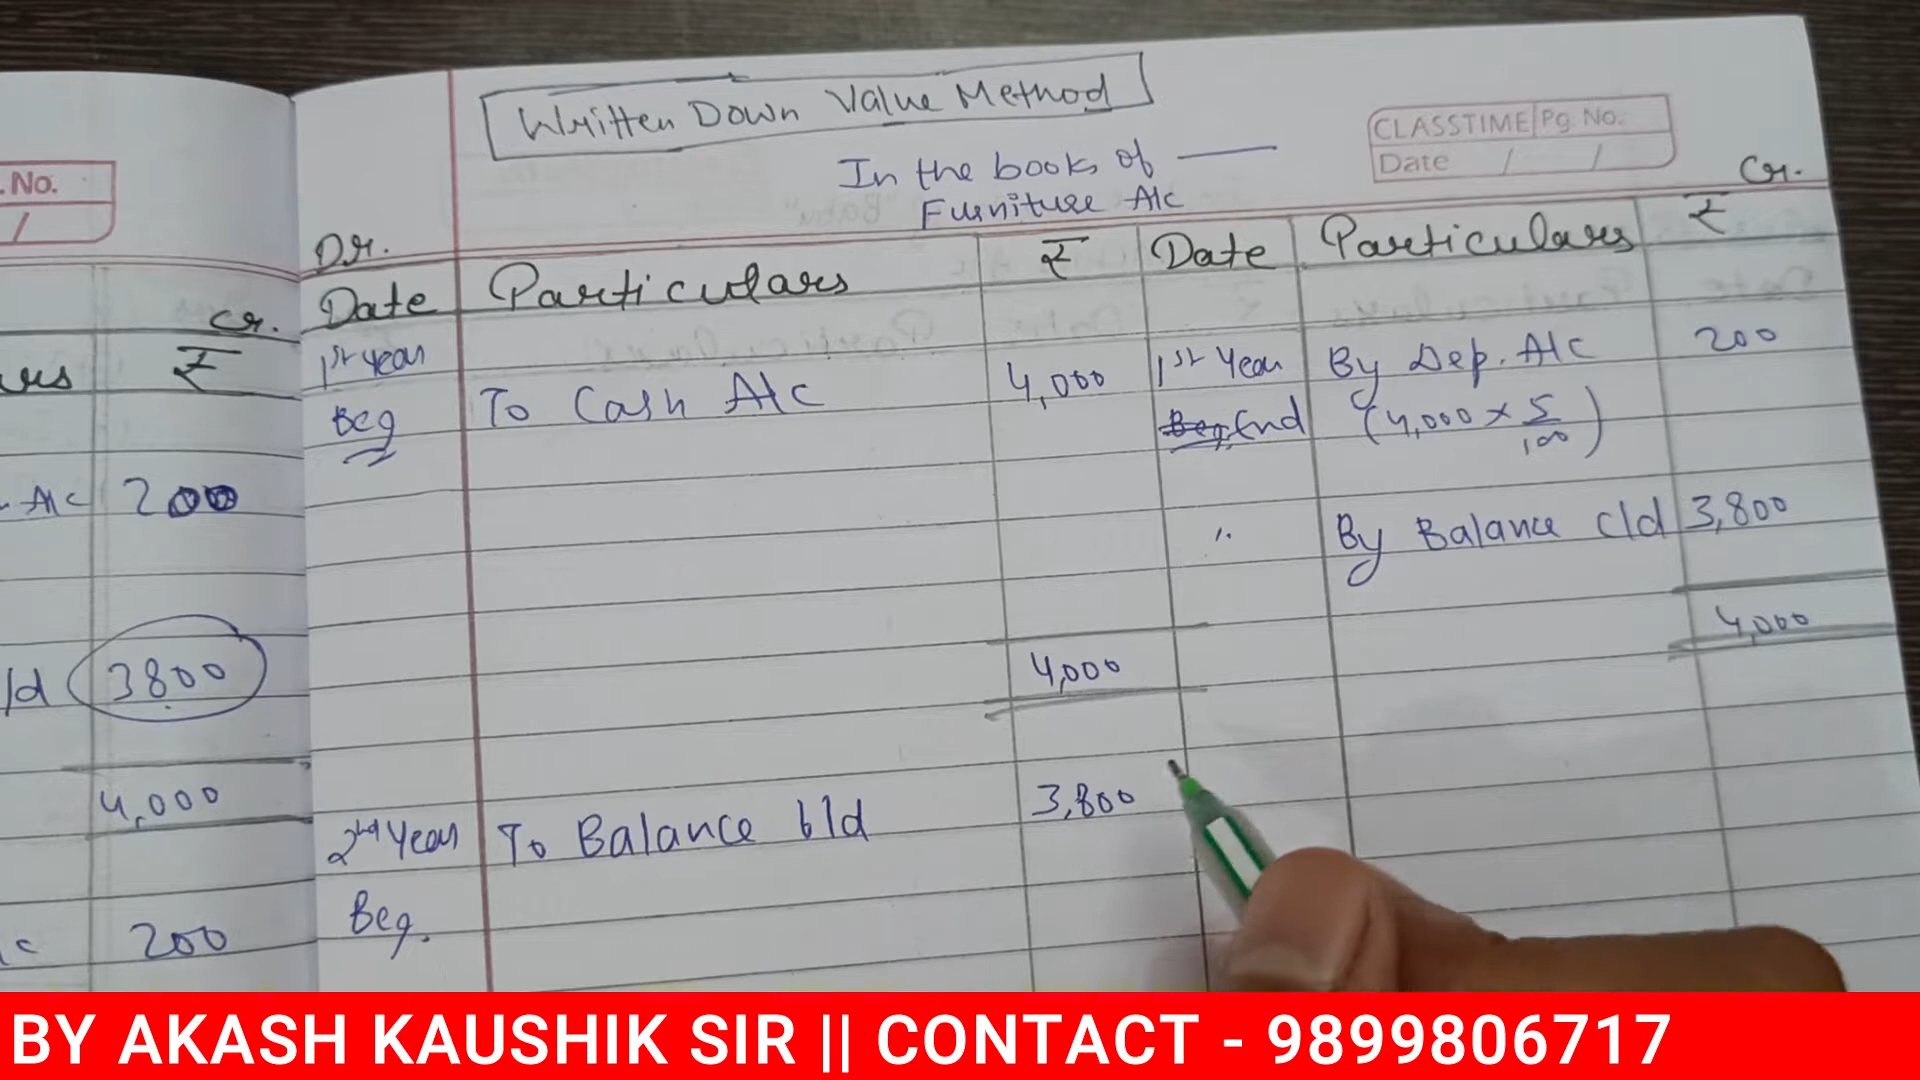 Written Down Value Method
CLASSTIME Pg. No.
Date / /
In the books of
Furniture A/c
Dr. Cr.
Date Particulars ₹ Date Particulars ₹
1st Year To Cash A/c 4,000 1st Year By Dep. A/c 200
Beg End (4,000 × 5/100)
,, By Balance c/d 3,800
4,000 4,000
2nd Year To Balance b/d 3,800
Beg.
. No.
/
Cr.
₹
A/c 200
/d 3800
4,000
c 200
BY AKASH KAUSHIK SIR || CONTACT - 9899806717